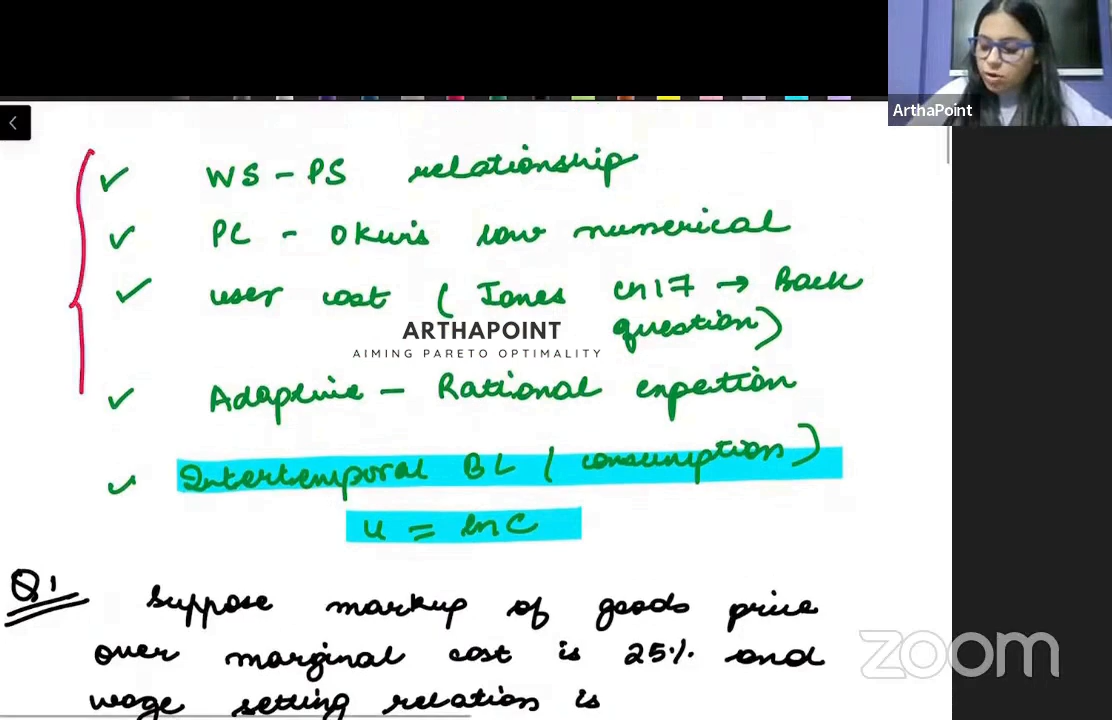 ArthaPoint
WS - PS relationship
PC - Okun's law numerical
user cost ( Jones ch17 → Back
question)
ARTHAPOINT
AIMING PARETO OPTIMALITY
Adaptive - Rational expection
Intertemporal BL ( consumption )
u = ln C
Q1 Suppose markup of goods price
over marginal cost is 25% and
wage setting relation is
zoom